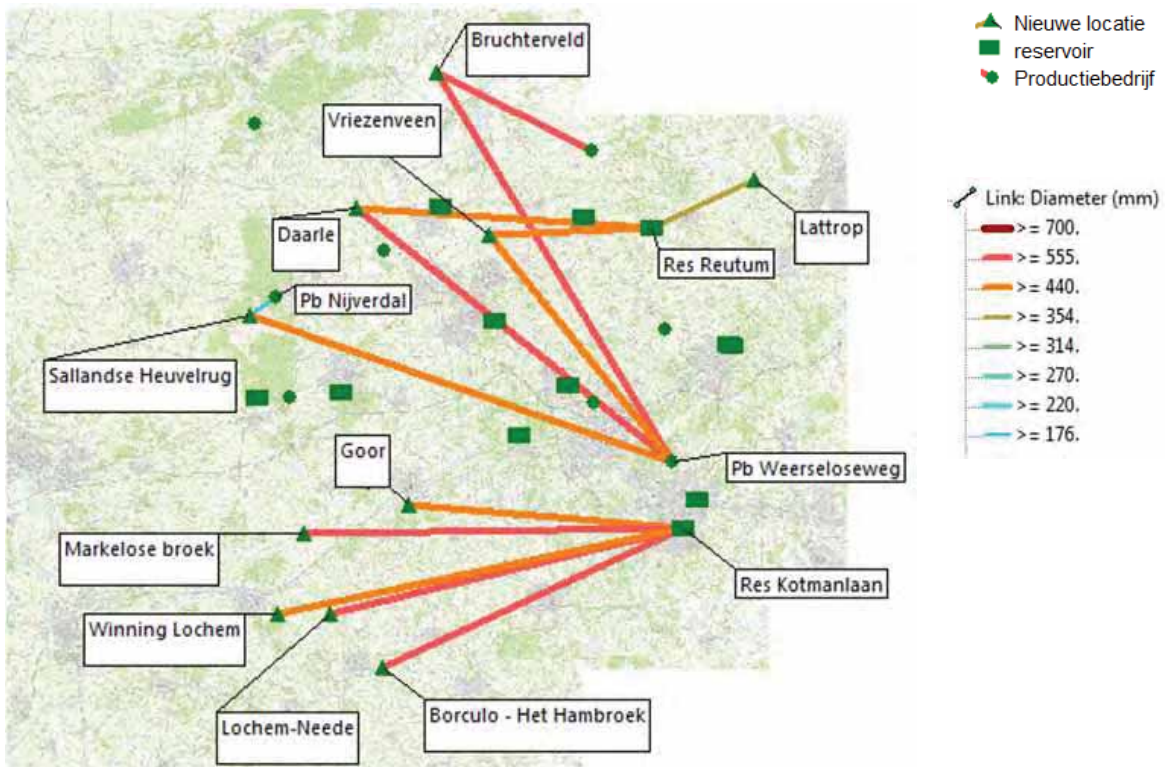 Bruchterveld
Vriezenveen
Daarle
Lattrop
Res Reutum
Pb Nijverdal
Sallandse Heuvelrug
Goor
Pb Weerseloseweg
Markelose broek
Res Kotmanlaan
Winning Lochem
Lochem-Neede
Borculo - Het Hambroek
Nieuwe locatie
reservoir
Productiebedrijf
Link: Diameter (mm)
>= 700.
>= 555.
>= 440.
>= 354.
>= 314.
>= 270.
>= 220.
>= 176.